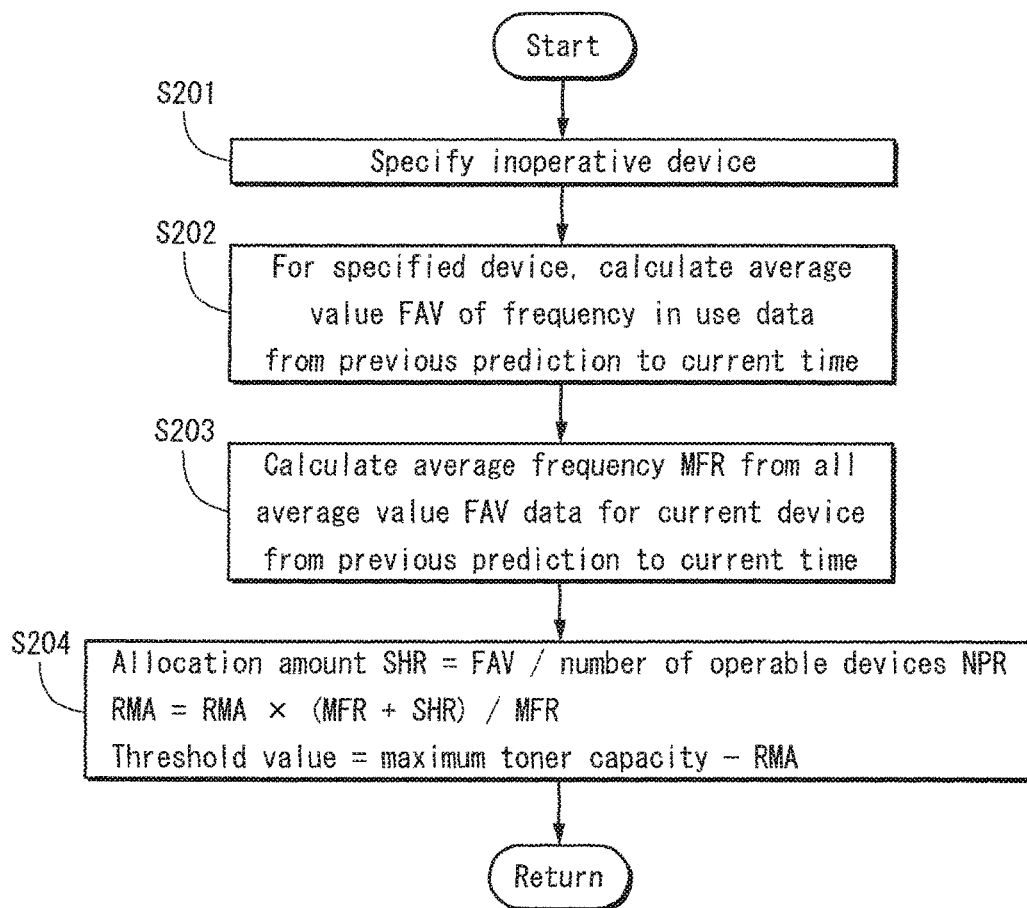 Start
S201
Specify inoperative device
S202
For specified device, calculate average
value FAV of frequency in use data
from previous prediction to current time
S203
Calculate average frequency MFR from all
average value FAV data for current device
from previous prediction to current time
S204
Allocation amount SHR = FAV / number of operable devices NPR
RMA = RMA × (MFR + SHR) / MFR
Threshold value = maximum toner capacity − RMA
Return